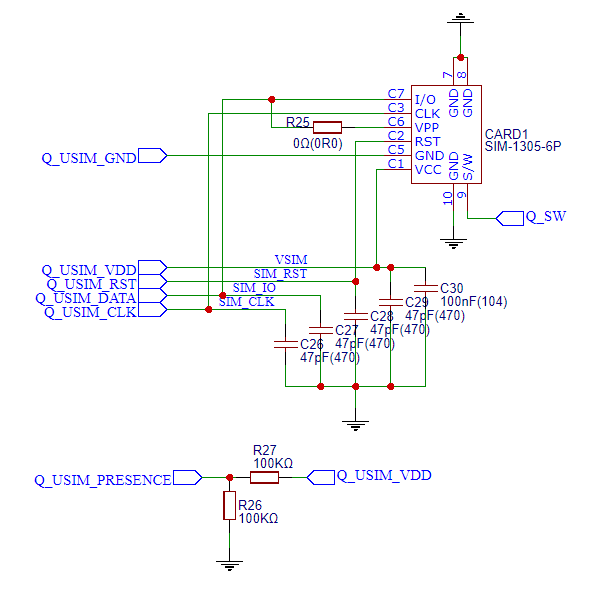 7
8
GND
GND
C7 I/O
C3 CLK
R25 C6 VPP
0Ω(0R0) C2 RST
Q_USIM_GND C5 GND
C1 VCC
GND
S/W
CARD1
SIM-1305-6P
10
9
Q_SW
Q_USIM_VDD VSIM
Q_USIM_RST SIM_RST
Q_USIM_DATA SIM_IO
Q_USIM_CLK SIM_CLK
C30
100nF(104)
C29
47pF(470)
C28
47pF(470)
C27
47pF(470)
C26
47pF(470)
R27
100KΩ
Q_USIM_PRESENCE Q_USIM_VDD
R26
100KΩ